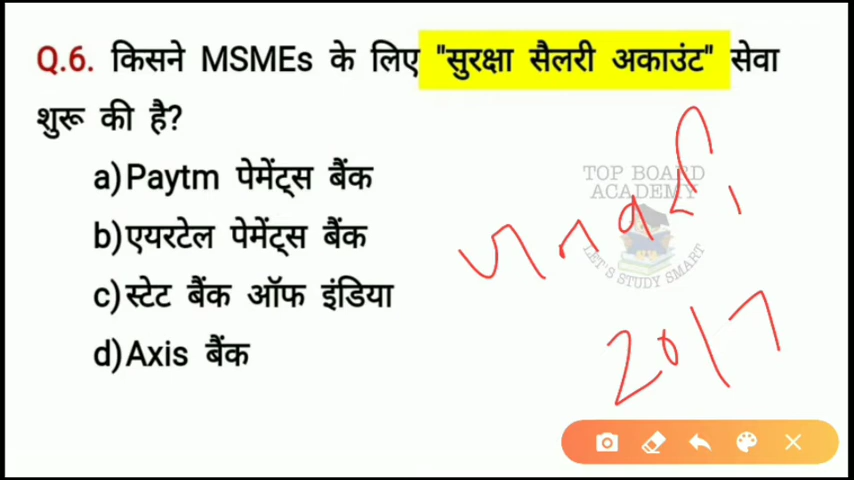 Q.6. किसने MSMEs के लिए "सुरक्षा सैलरी अकाउंट" सेवा
शुरू की है?
a)Paytm पेमेंट्स बैंक
b)एयरटेल पेमेंट्स बैंक
c)स्टेट बैंक ऑफ इंडिया
d)Axis बैंक
TOP BOARD
ACADEMY
LET'S STUDY SMART
2017